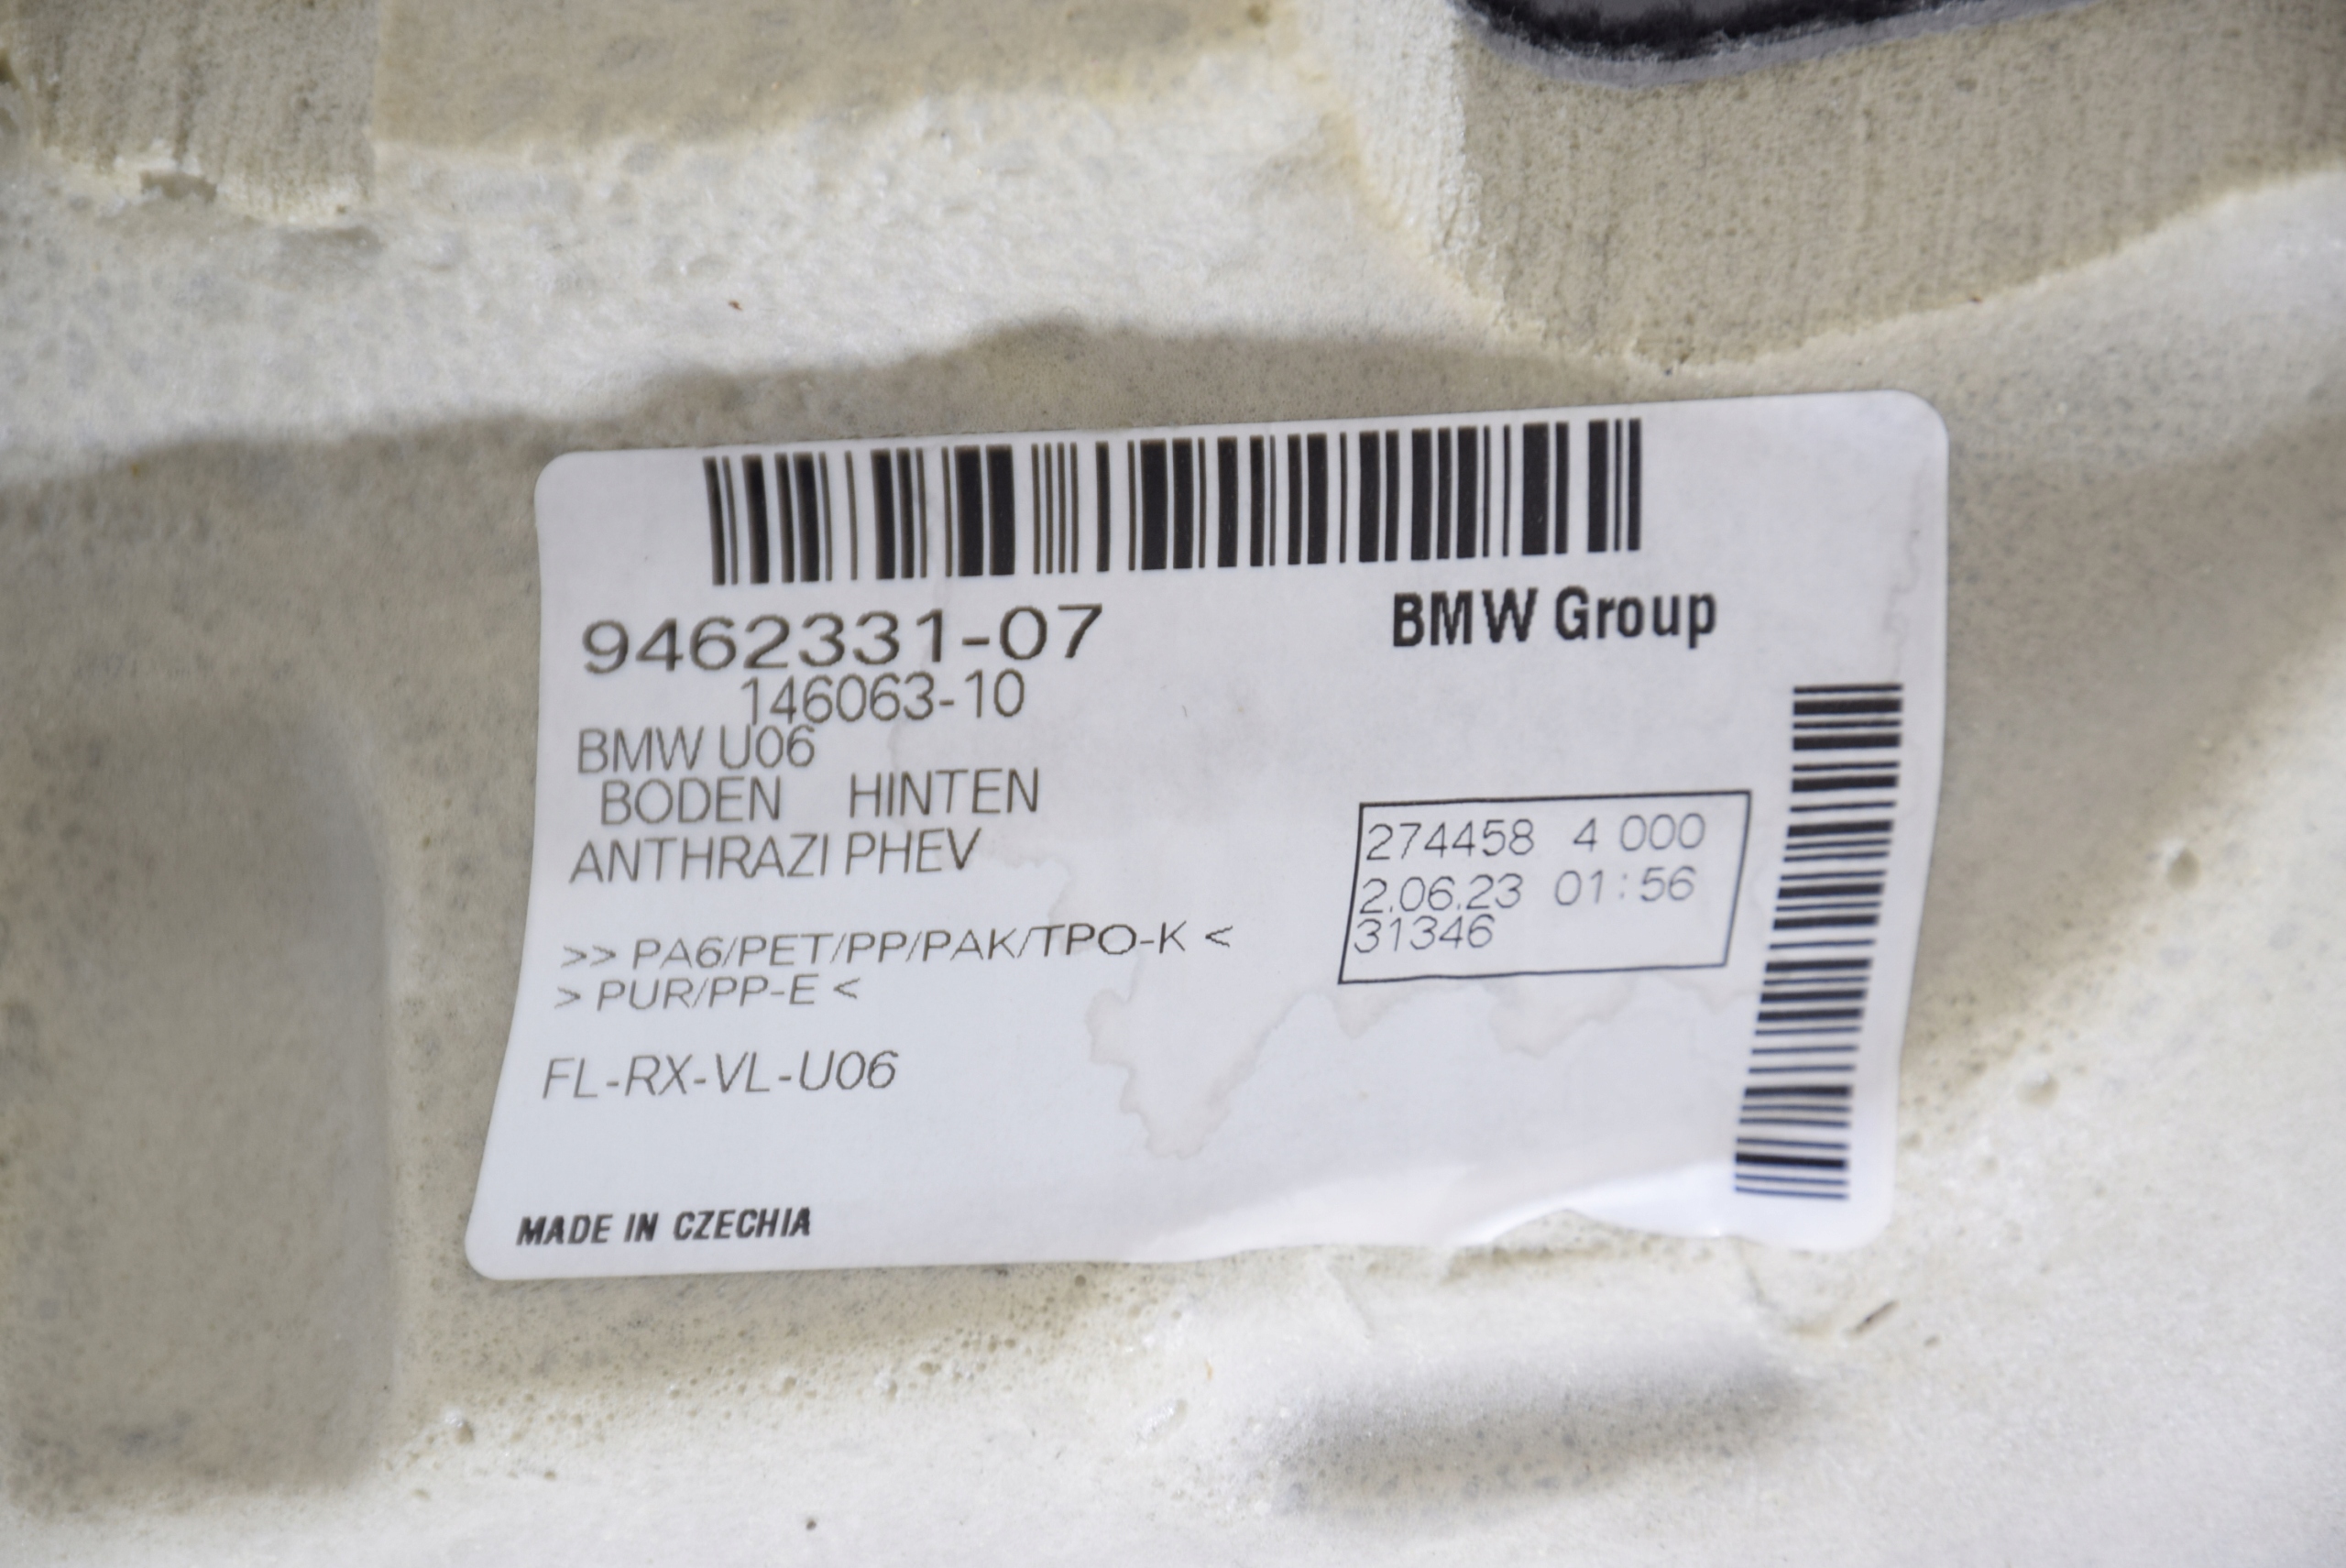 9462331-07
BMW Group
146063-10
BMW U06
BODEN HINTEN
ANTHRAZI PHEV
274458 4 000
2.06.23 01:56
31346
>> PA6/PET/PP/PAK/TPO-K <
> PUR/PP-E <
FL-RX-VL-U06
MADE IN CZECHIA